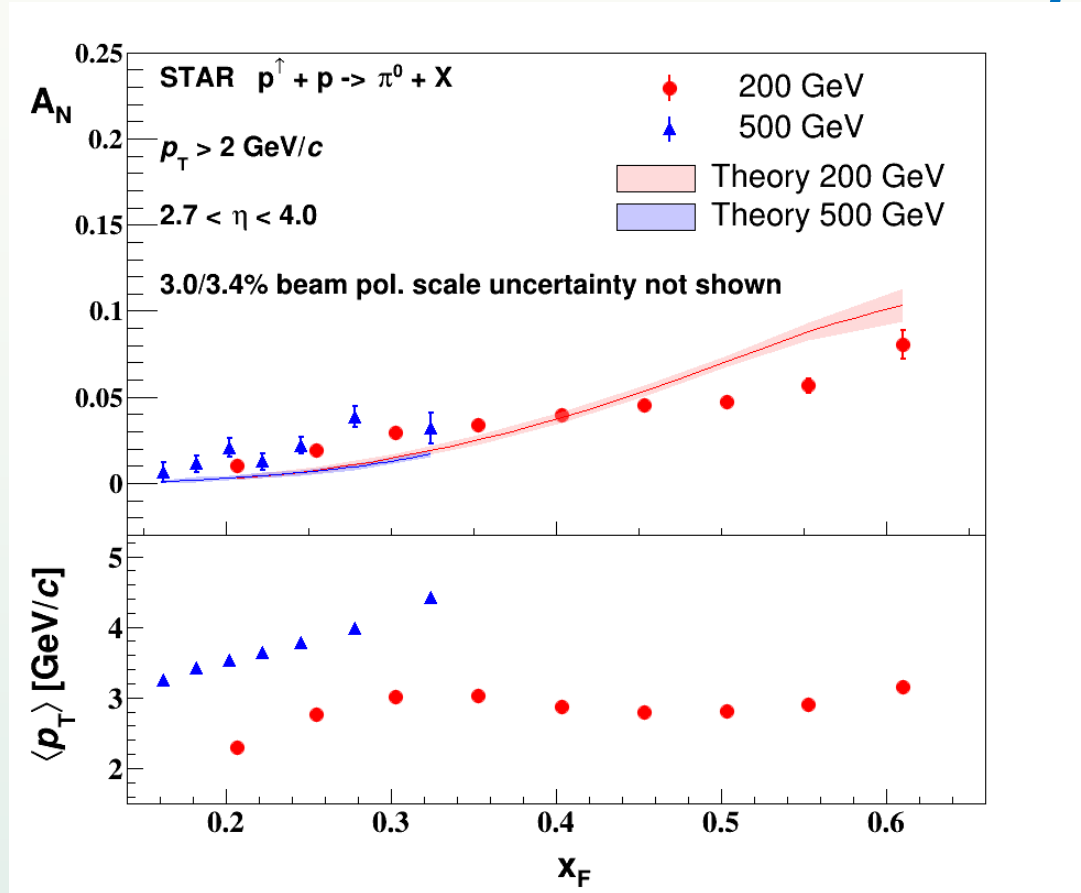 0.25
STAR p↑ + p -> π⁰ + X
200 GeV
A_N
500 GeV
0.2
p_T > 2 GeV/c
Theory 200 GeV
Theory 500 GeV
0.15
2.7 < η < 4.0
3.0/3.4% beam pol. scale uncertainty not shown
0.1
0.05
0
5
4
3
2
⟨p_T⟩ [GeV/c]
0.2 0.3 0.4 0.5 0.6
x_F